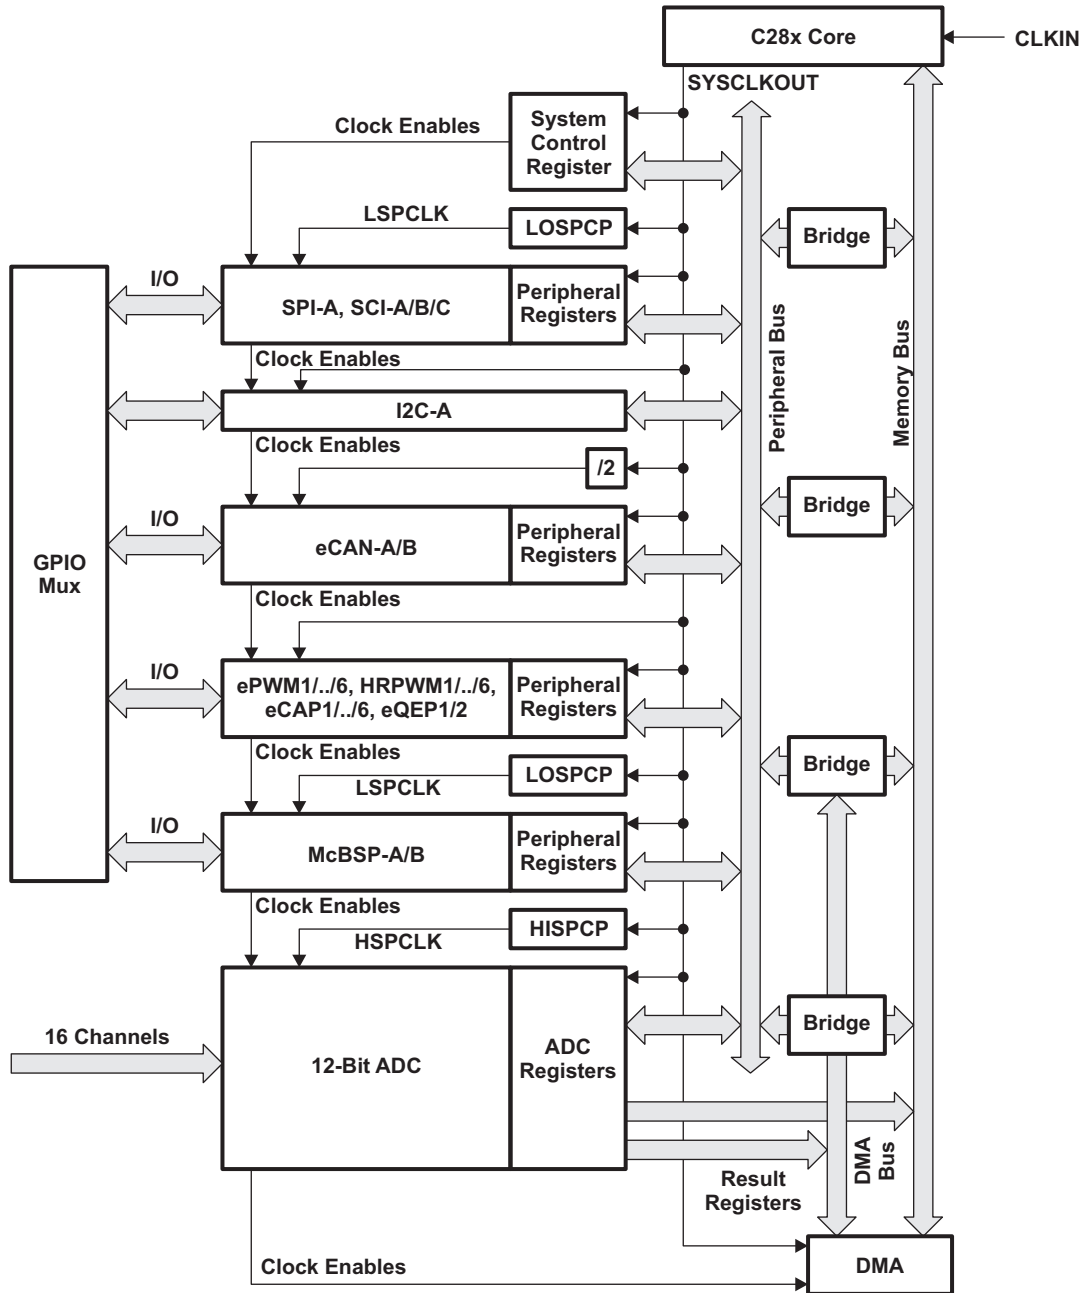 C28x Core
CLKIN
SYSCLKOUT
System
Control
Register
Clock Enables
LSPCLK
LOSPCP
Bridge
I/O
SPI-A, SCI-A/B/C
Peripheral
Registers
Peripheral Bus
Memory Bus
Clock Enables
I2C-A
Clock Enables
/2
Bridge
I/O
eCAN-A/B
Peripheral
Registers
GPIO
Mux
Clock Enables
I/O
ePWM1/../6, HRPWM1/../6,
eCAP1/../6, eQEP1/2
Peripheral
Registers
Clock Enables
LSPCLK
LOSPCP
Bridge
I/O
McBSP-A/B
Peripheral
Registers
Clock Enables
HSPCLK
HISPCP
Bridge
16 Channels
12-Bit ADC
ADC
Registers
DMA
Bus
Result
Registers
Clock Enables
DMA